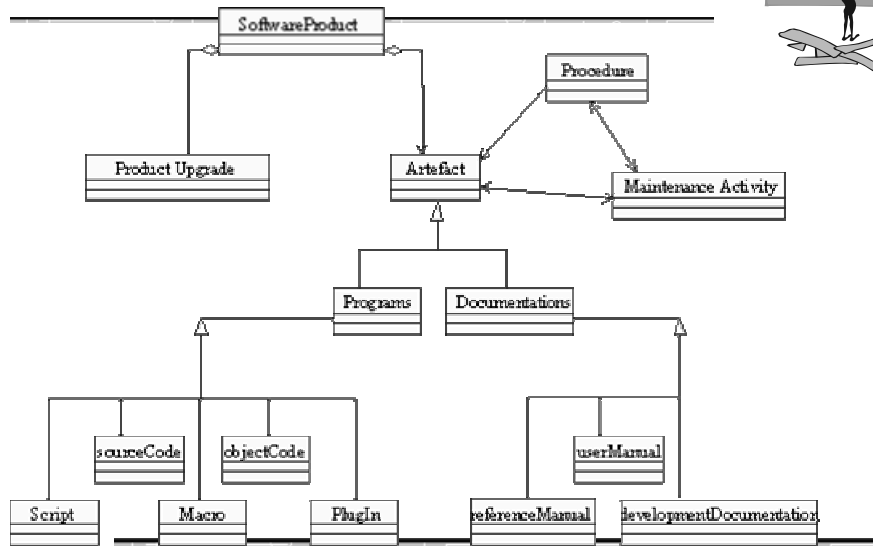 SoftwareProduct
Procedure
Product Upgrade
Artefact
Maintenance Activity
Programs
Documentations
sourceCode
objectCode
userManual
Script
Macro
PlugIn
referenceManual
developmentDocumentation